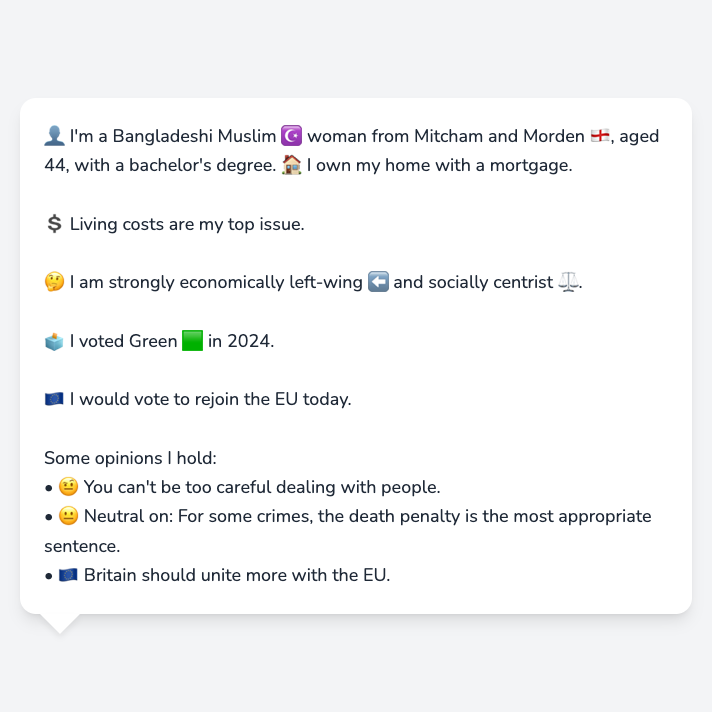 👤 I'm a Bangladeshi Muslim ☪️ woman from Mitcham and Morden 🏴󠁧󠁢󠁥󠁮󠁧󠁿, aged
44, with a bachelor's degree. 🏠 I own my home with a mortgage.
💲 Living costs are my top issue.
🤔 I am strongly economically left-wing ⬅️ and socially centrist ⚖️.
🗳️ I voted Green 🟩 in 2024.
🇪🇺 I would vote to rejoin the EU today.
Some opinions I hold:
• 🤨 You can't be too careful dealing with people.
• 😐 Neutral on: For some crimes, the death penalty is the most appropriate
sentence.
• 🇪🇺 Britain should unite more with the EU.